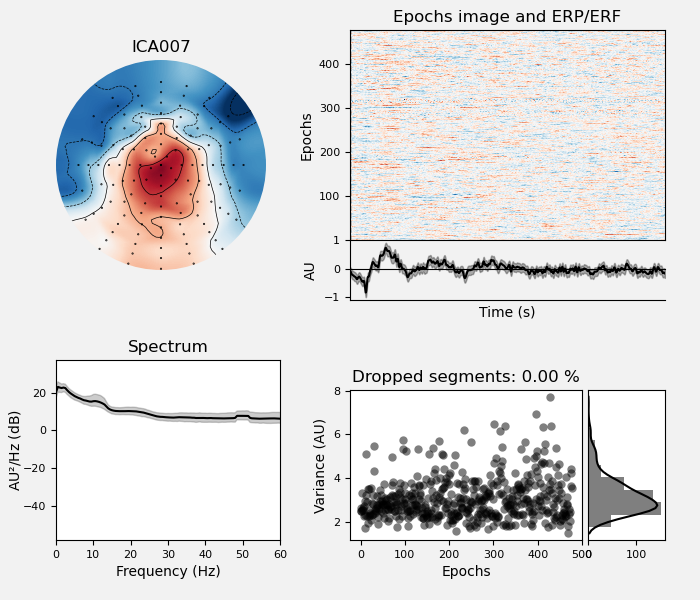 ICA007
Epochs image and ERP/ERF
Epochs
400
300
200
100
AU
1
0
−1
Time (s)
Spectrum
AU²/Hz (dB)
20
0
−20
−40
0 10 20 30 40 50 60
Frequency (Hz)
Dropped segments: 0.00 %
Variance (AU)
8
6
4
2
0 100 200 300 400 500
Epochs
0 100